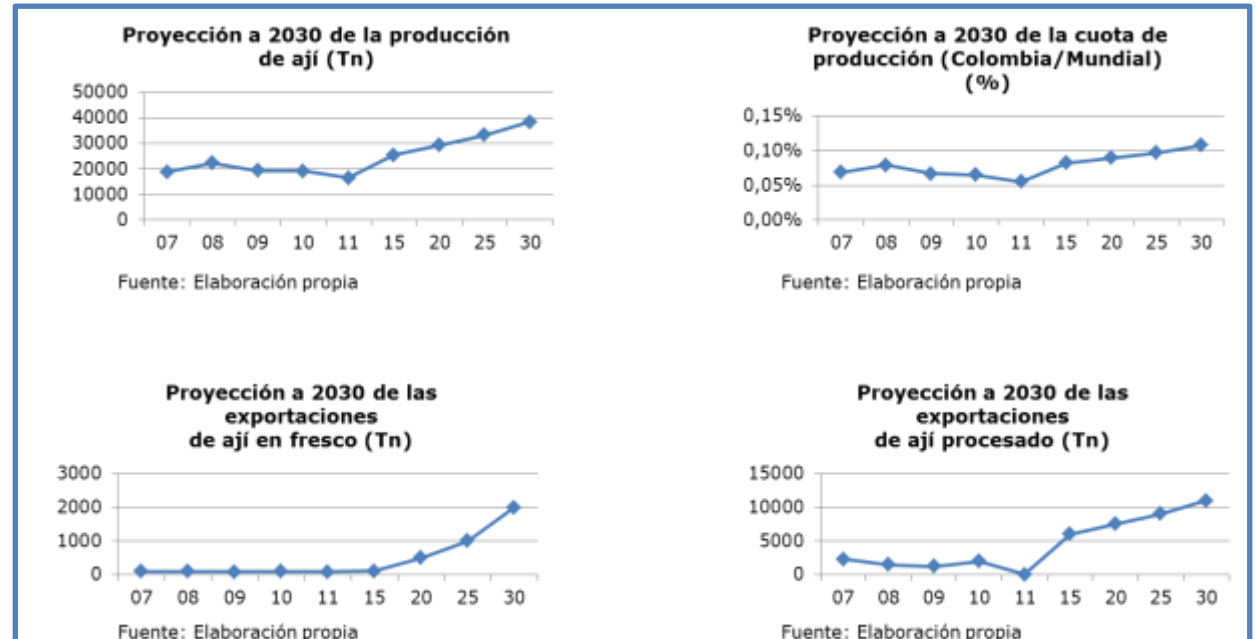 Proyección a 2030 de la producción
de ají (Tn)
50000
40000
30000
20000
10000
0
07 08 09 10 11 15 20 25 30
Fuente: Elaboración propia
Proyección a 2030 de la cuota de
producción (Colombia/Mundial)
(%)
0,15%
0,10%
0,05%
0,00%
07 08 09 10 11 15 20 25 30
Fuente: Elaboración propia
Proyección a 2030 de las
exportaciones
de ají en fresco (Tn)
3000
2000
1000
0
07 08 09 10 11 15 20 25 30
Fuente: Elaboración propia
Proyección a 2030 de las
exportaciones
de ají procesado (Tn)
15000
10000
5000
0
07 08 09 10 11 15 20 25 30
Fuente: Elaboración propia